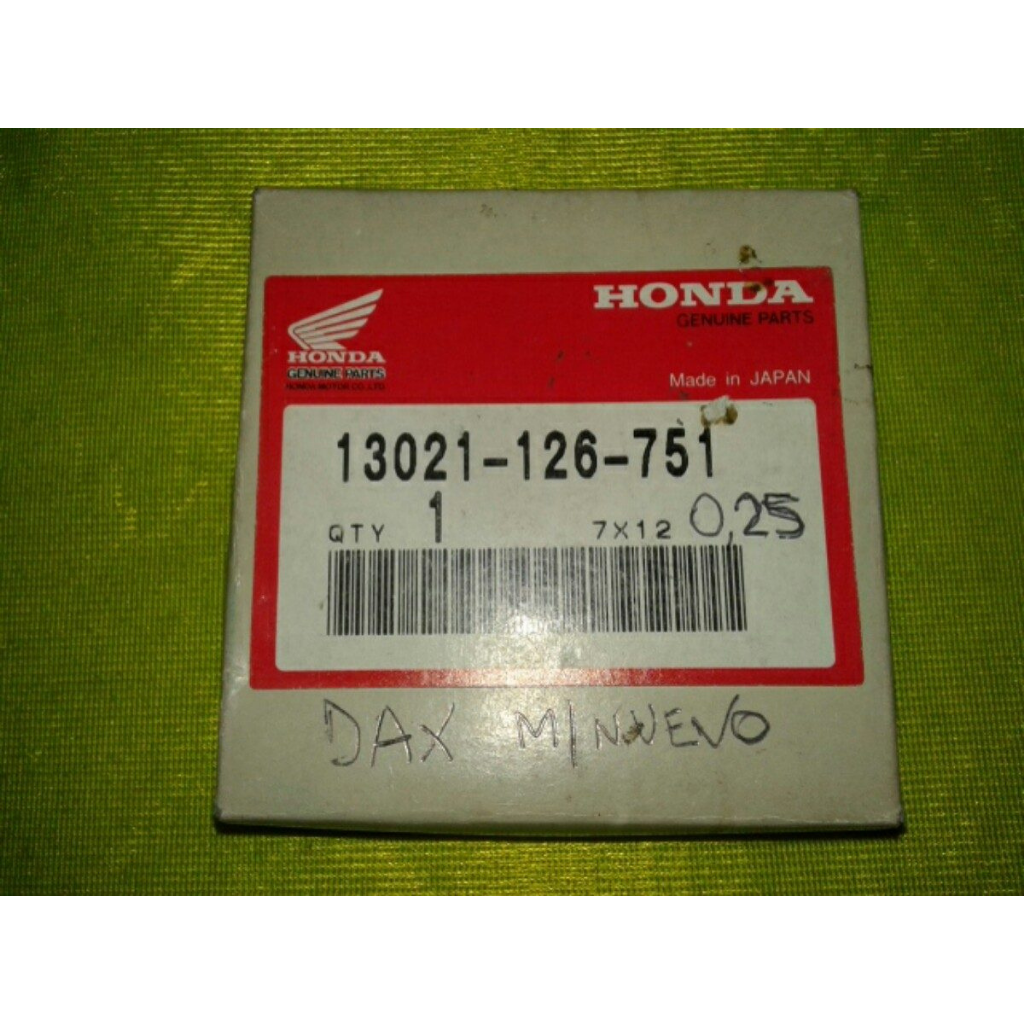 HONDA
GENUINE PARTS
HONDA MOTOR CO., LTD.
HONDA
GENUINE PARTS
Made in JAPAN
13021-126-751
QTY 1 7X12 0,25
DAX M/NUEVO